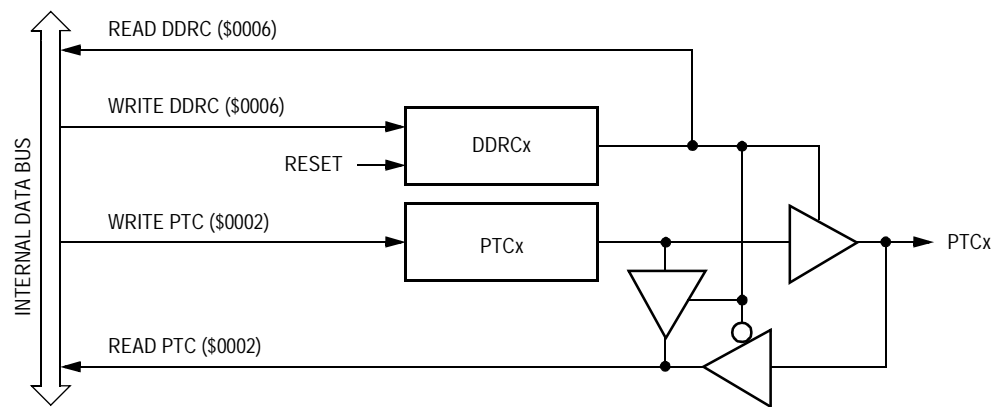 READ DDRC ($0006)
WRITE DDRC ($0006)
DDRCx
RESET
INTERNAL DATA BUS
WRITE PTC ($0002)
PTCx
PTCx
READ PTC ($0002)